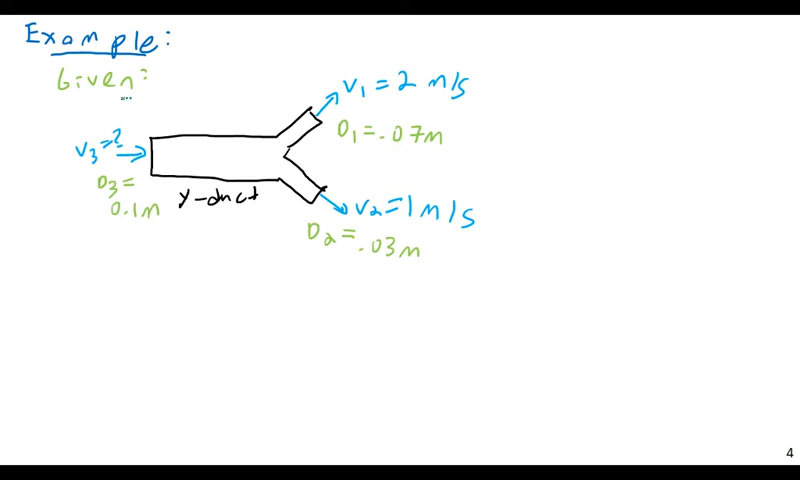 Example:
Given:
V1 = 2 m/s
D1 = .07m
V3 = ?
D3 =
0.1m
Y-duct
V2 = 1 m/s
D2 = .03m
4